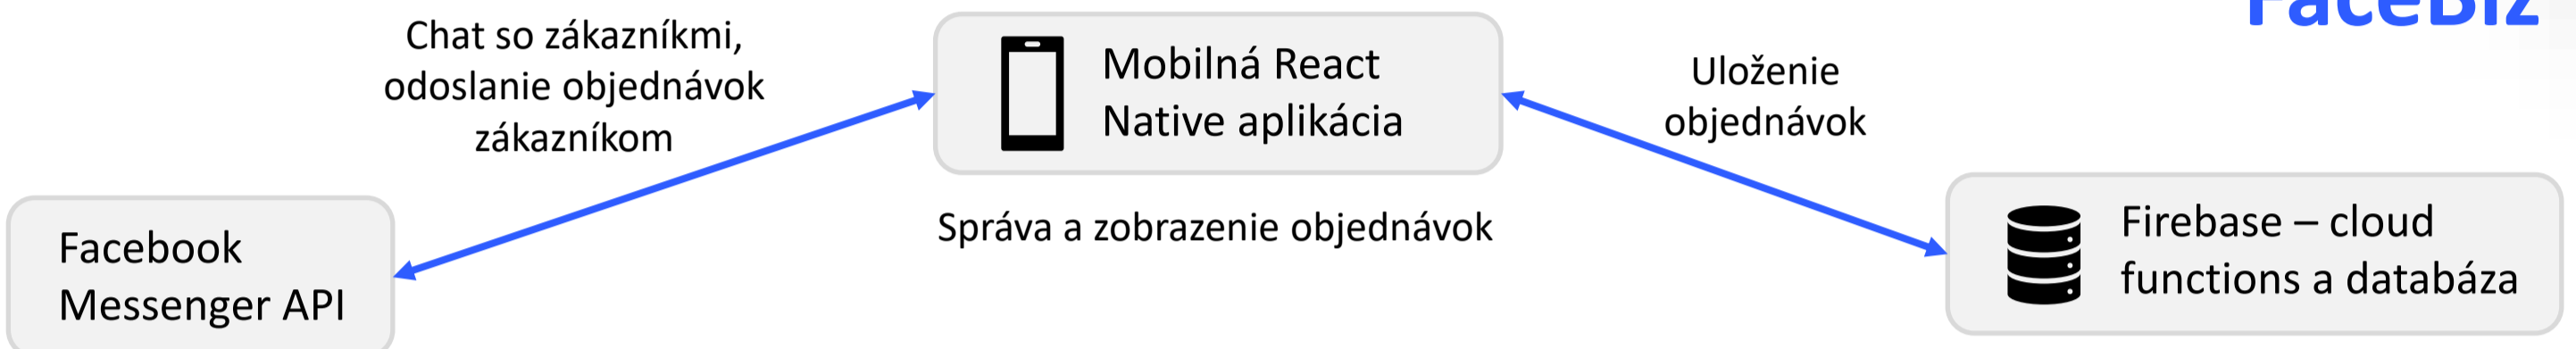 FaceBiz
Chat so zákazníkmi,
odoslanie objednávok
zákazníkom
Mobilná React
Native aplikácia
Uloženie
objednávok
Správa a zobrazenie objednávok
Facebook
Messenger API
Firebase – cloud
functions a databáza